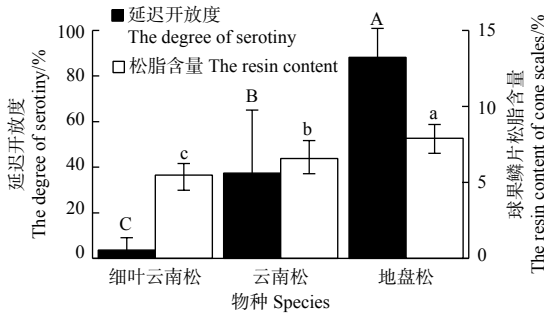 延迟开放度
The degree of serotiny/%
100
80
60
40
20
0
延迟开放度
The degree of serotiny
松脂含量 The resin content
C
c
B
b
A
a
15
10
5
0
球果鳞片松脂含量
The resin content of cone scales/%
细叶云南松
云南松
地盘松
物种 Species